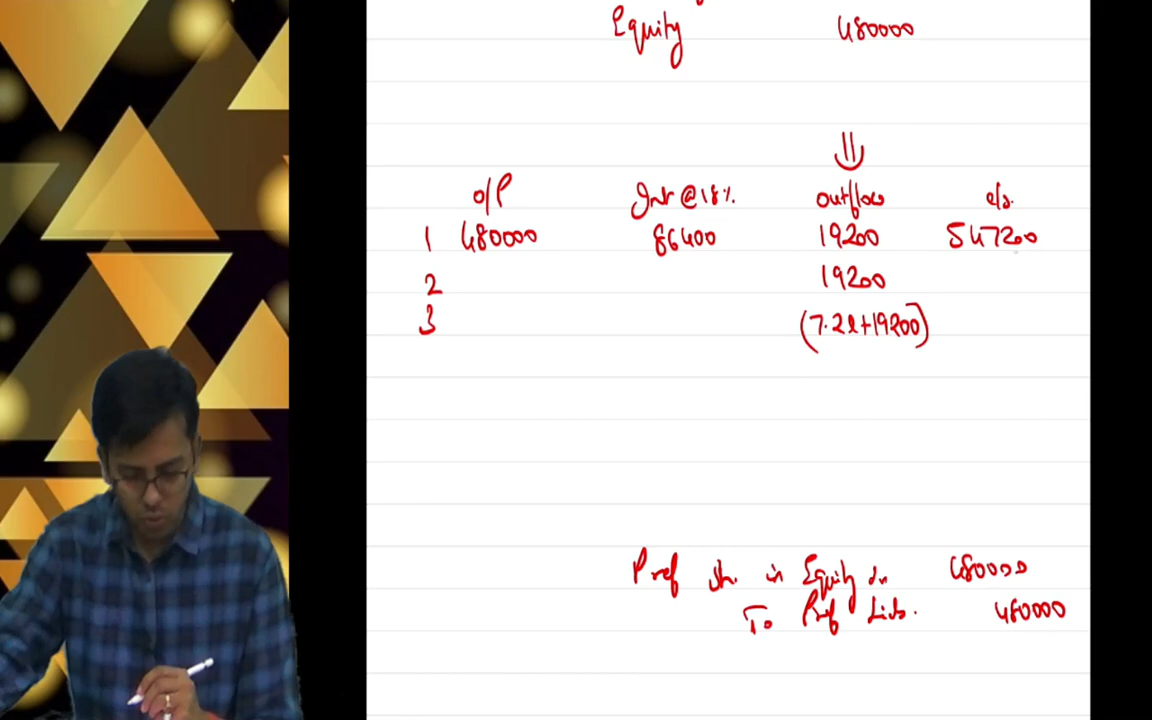 Equity 480000
⇓
o/p Int @ 18% outflow c/s.
1 480000 86400 19200 547200
2 19200
3 (7.2l+19200)
Pref sh. in Equity Dr 480000
To Pref Liab. 480000